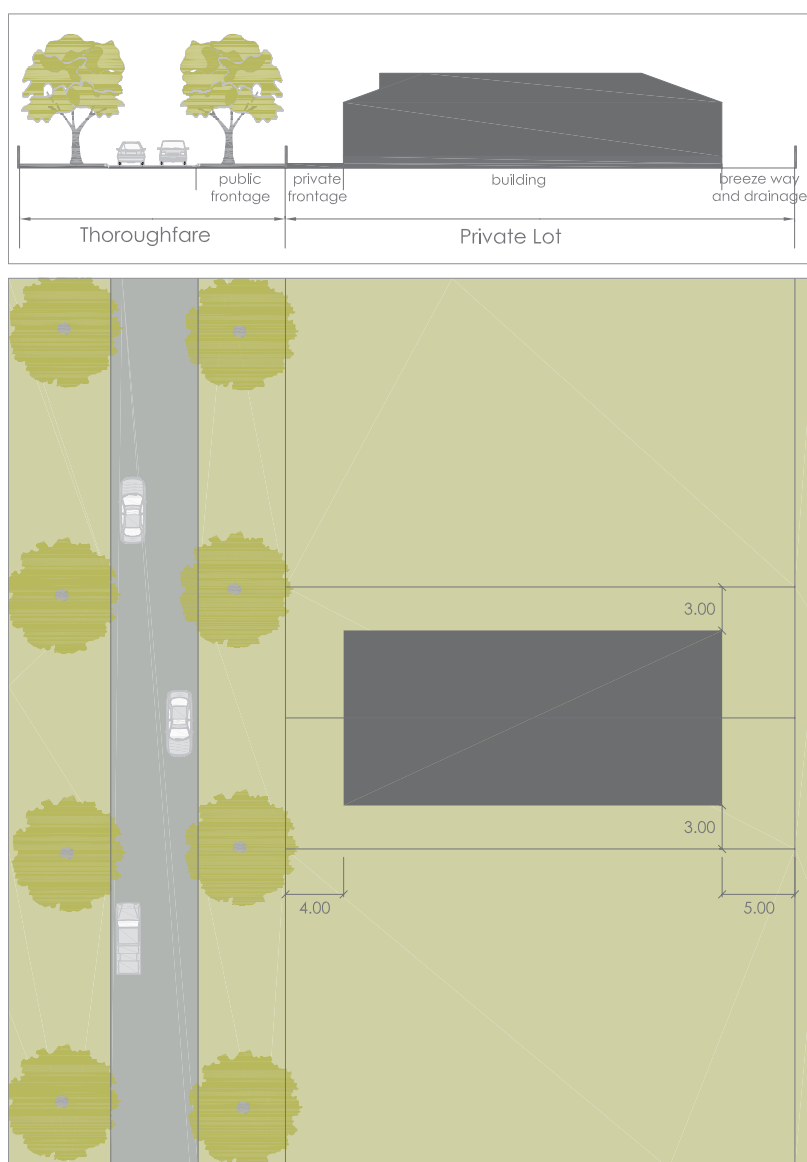 public
frontage
private
frontage
building
breeze way
and drainage
Thoroughfare
Private Lot
3.00
3.00
4.00
5.00